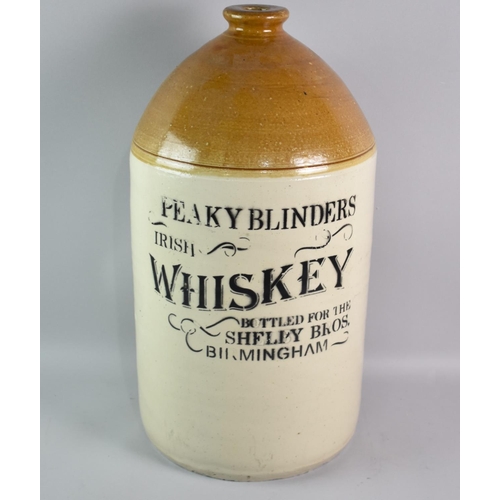 PEAKY BLINDERS
IRISH
WHISKEY
BOTTLED FOR THE
SHELBY BROS.
BIRMINGHAM